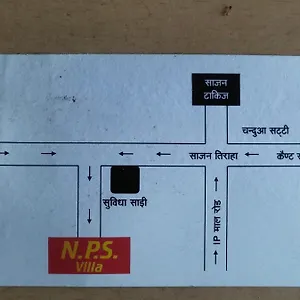 साजन
टाकिज
चन्दुआ सट्टी
साजन तिराहा
कैण्ट
सुविधा साड़ी
IP माल रोड
N.P.S.
Villa